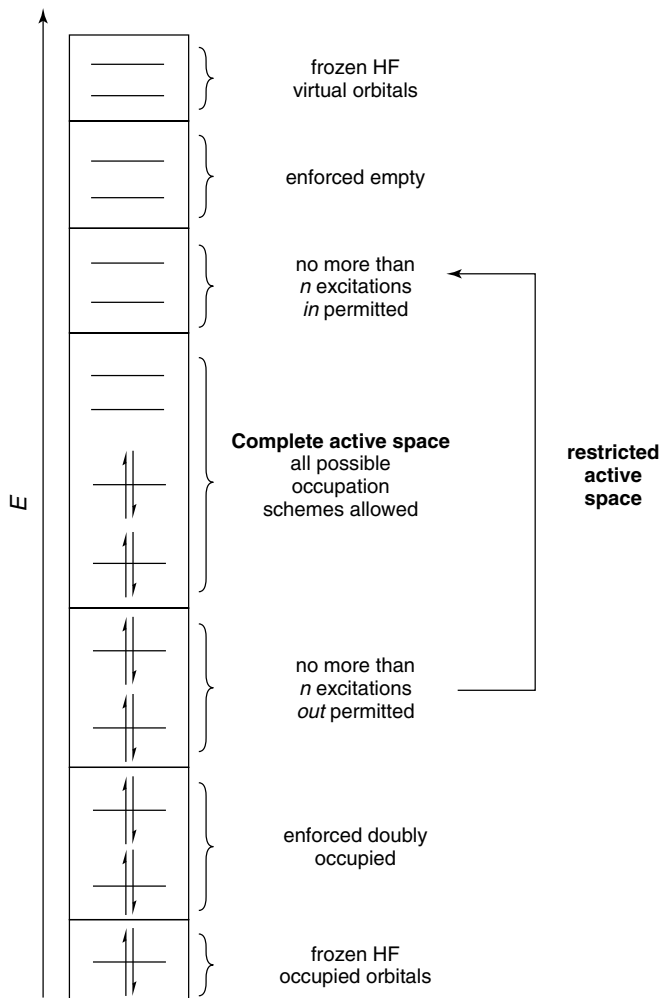 frozen HF
virtual orbitals
enforced empty
no more than
n excitations
in permitted
Complete active space
all possible
occupation
schemes allowed
restricted
active
space
E
no more than
n excitations
out permitted
enforced doubly
occupied
frozen HF
occupied orbitals